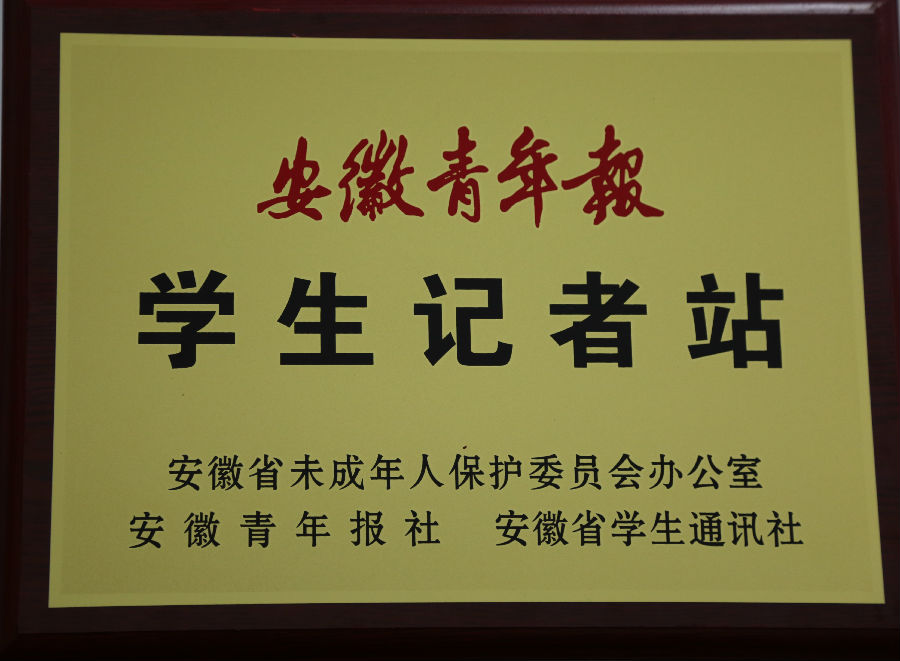 安徽青年報
学生记者站
安徽省未成年人保护委员会办公室
安徽青年报社 安徽省学生通讯社